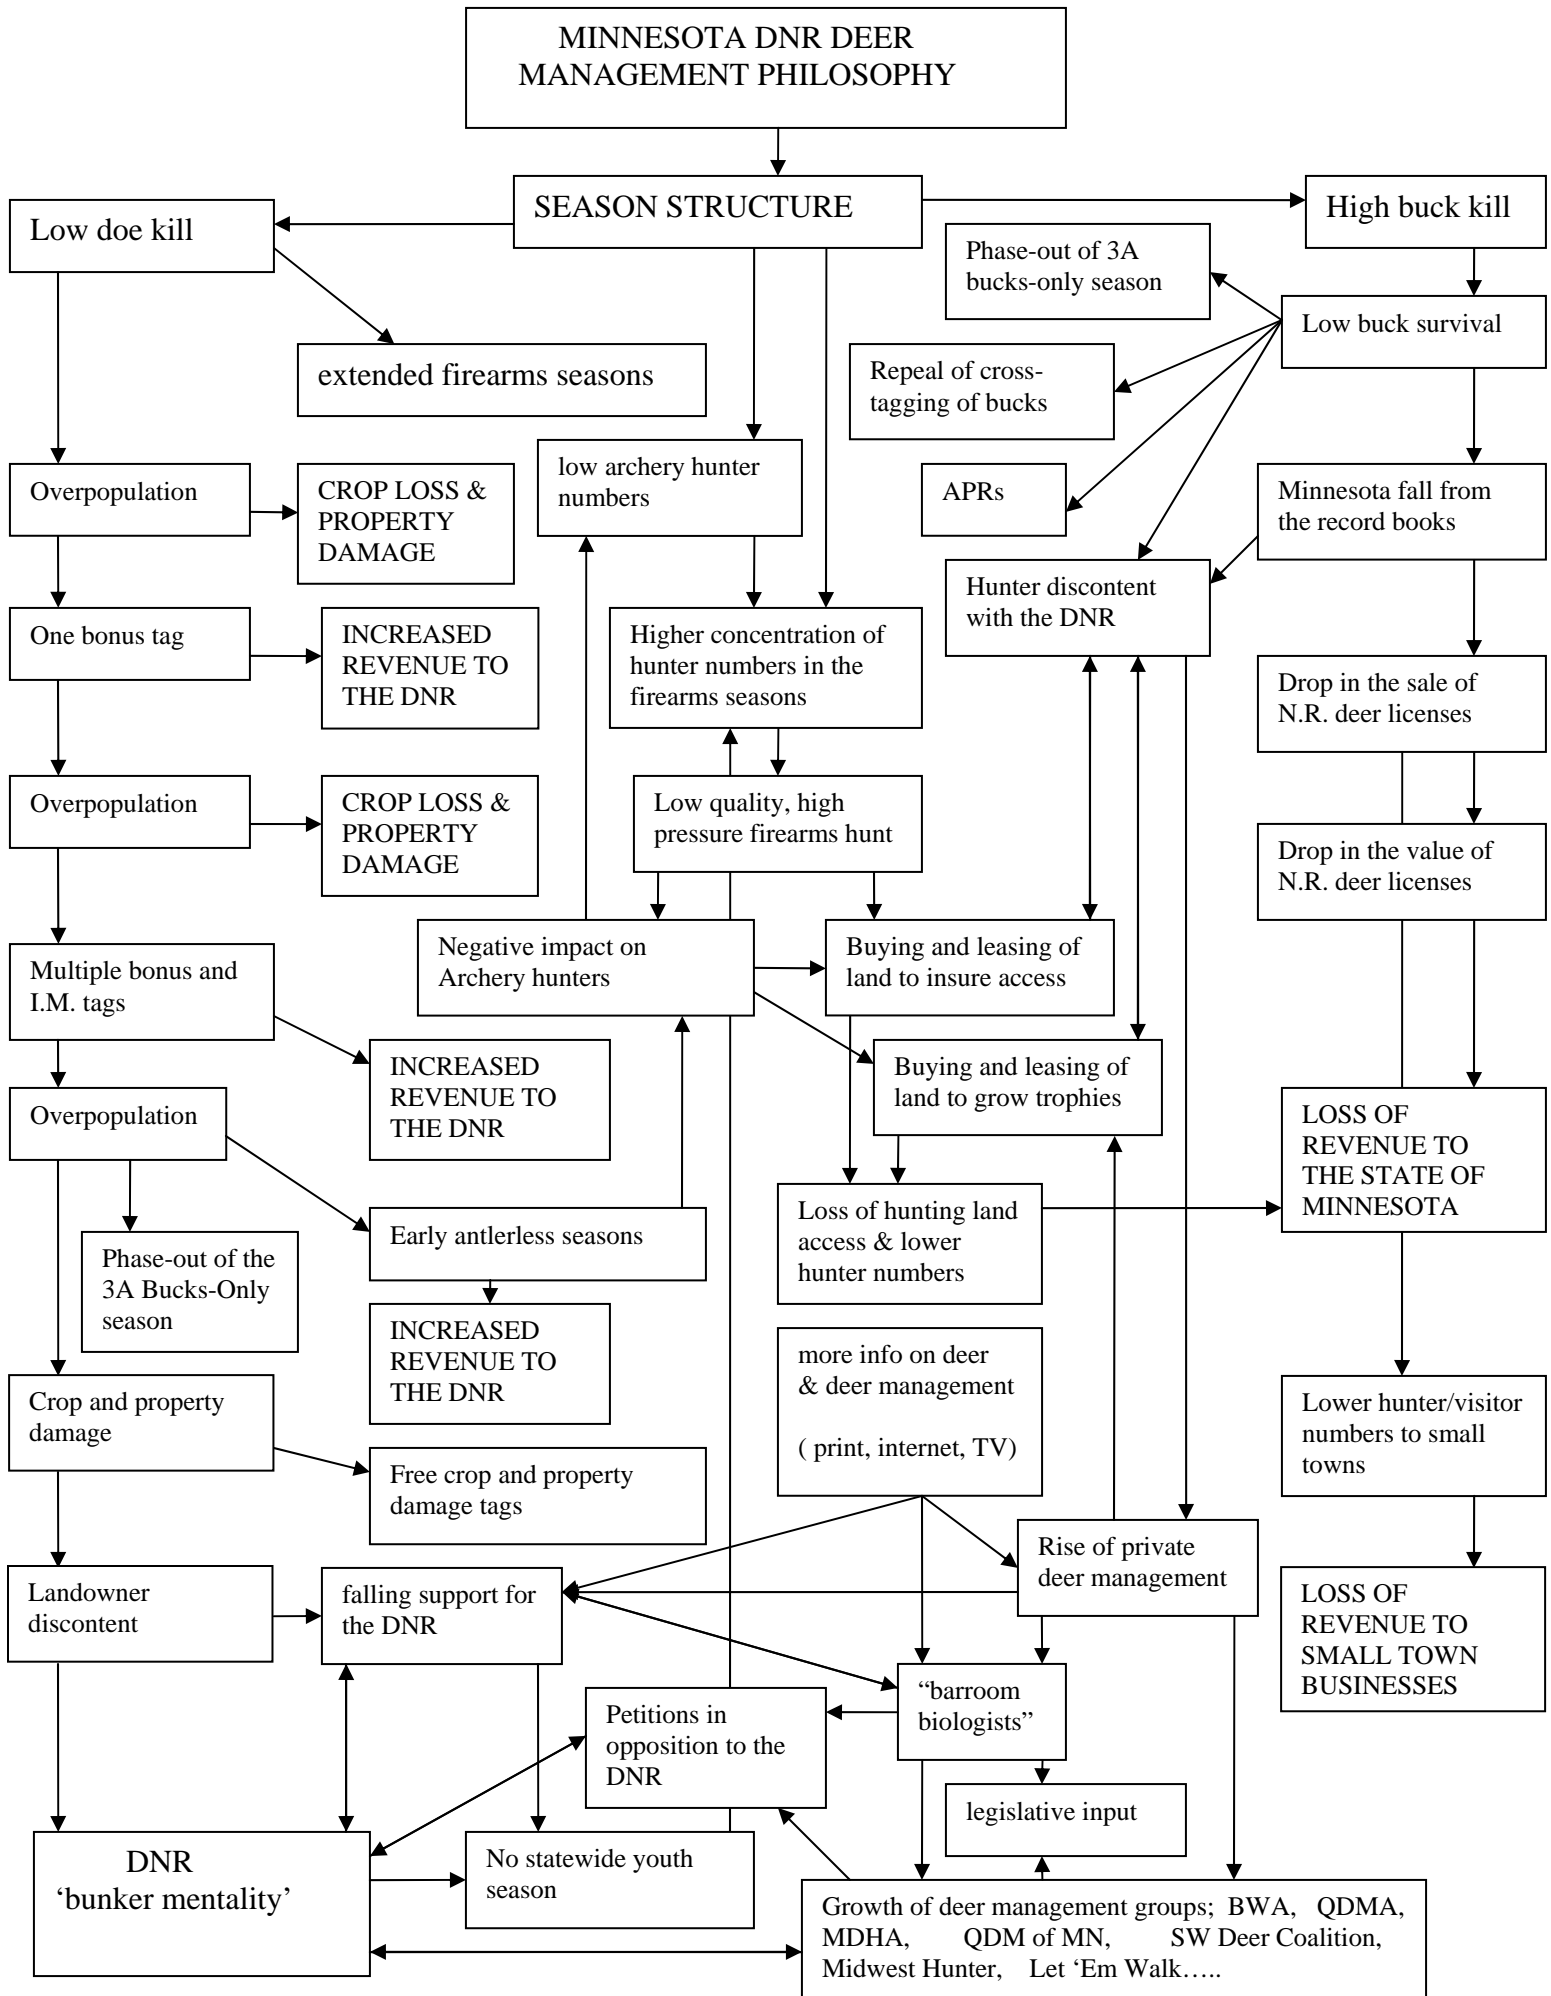 MINNESOTA DNR DEER
MANAGEMENT PHILOSOPHY
SEASON STRUCTURE
High buck kill
Low doe kill
Phase-out of 3A
bucks-only season
Low buck survival
extended firearms seasons
Repeal of cross-
tagging of bucks
low archery hunter
numbers
Overpopulation
CROP LOSS &
PROPERTY
DAMAGE
APRs
Minnesota fall from
the record books
Hunter discontent
with the DNR
One bonus tag
INCREASED
REVENUE TO
THE DNR
Higher concentration of
hunter numbers in the
firearms seasons
Drop in the sale of
N.R. deer licenses
Overpopulation
CROP LOSS &
PROPERTY
DAMAGE
Low quality, high
pressure firearms hunt
Drop in the value of
N.R. deer licenses
Negative impact on
Archery hunters
Buying and leasing of
land to insure access
Multiple bonus and
I.M. tags
INCREASED
REVENUE TO
THE DNR
Buying and leasing of
land to grow trophies
Overpopulation
LOSS OF
REVENUE TO
THE STATE OF
MINNESOTA
Loss of hunting land
access & lower
hunter numbers
Early antlerless seasons
Phase-out of the
3A Bucks-Only
season
INCREASED
REVENUE TO
THE DNR
more info on deer
& deer management
( print, internet, TV)
Crop and property
damage
Lower hunter/visitor
numbers to small
towns
Free crop and property
damage tags
Rise of private
deer management
Landowner
discontent
falling support for
the DNR
LOSS OF
REVENUE TO
SMALL TOWN
BUSINESSES
“barroom
biologists”
Petitions in
opposition to the
DNR
legislative input
DNR
‘bunker mentality’
No statewide youth
season
Growth of deer management groups; BWA, QDMA,
MDHA, QDM of MN, SW Deer Coalition,
Midwest Hunter, Let ‘Em Walk…..